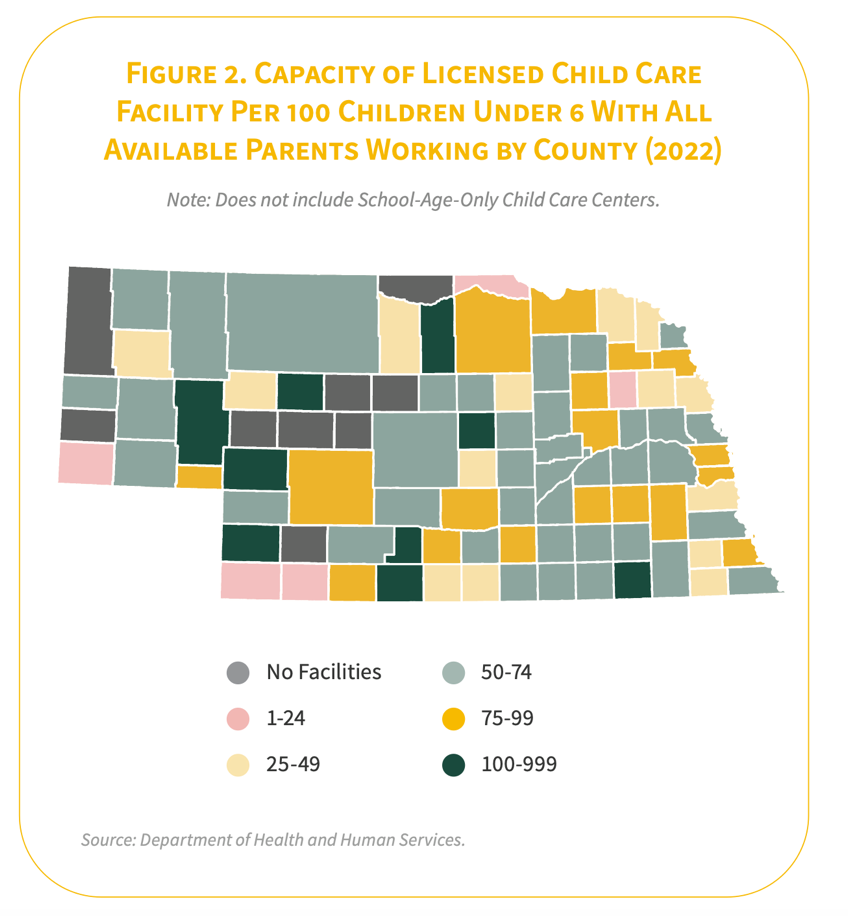 Figure 2. Capacity of Licensed Child Care
Facility Per 100 Children Under 6 With All
Available Parents Working by County (2022)
Note: Does not include School-Age-Only Child Care Centers.
No Facilities
50-74
1-24
75-99
25-49
100-999
Source: Department of Health and Human Services.